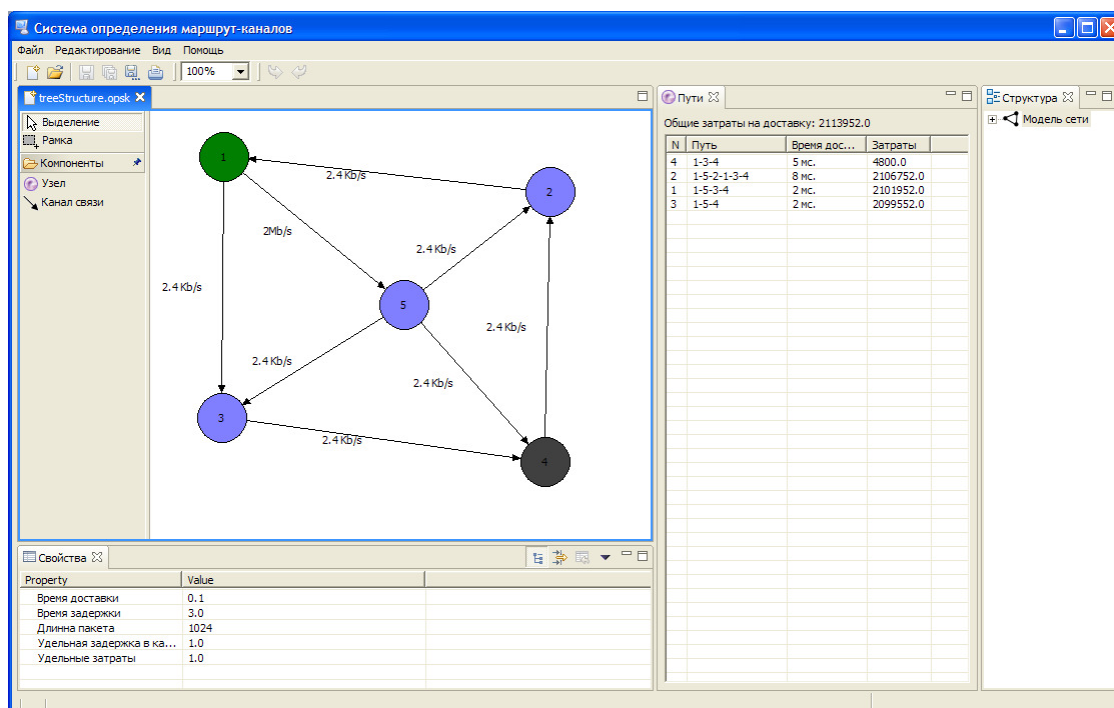 Система определения маршрут-каналов
Файл Редактирование Вид Помощь
100%
treeStructure.opsk
Выделение
Рамка
Компоненты
Узел
Канал связи
1
2.4 Kb/s
2
2Mb/s
2.4 Kb/s
2.4 Kb/s
5
2.4 Kb/s
2.4 Kb/s
2.4 Kb/s
3
2.4 Kb/s
4
Пути
Общие затраты на доставку: 2113952.0
N Путь Время дос... Затраты
4 1-3-4 5 мс. 4800.0
2 1-5-2-1-3-4 8 мс. 2106752.0
1 1-5-3-4 2 мс. 2101952.0
3 1-5-4 2 мс. 2099552.0
Структура
Модель сети
Свойства
Property Value
Время доставки 0.1
Время задержки 3.0
Длинна пакета 1024
Удельная задержка в ка... 1.0
Удельные затраты 1.0